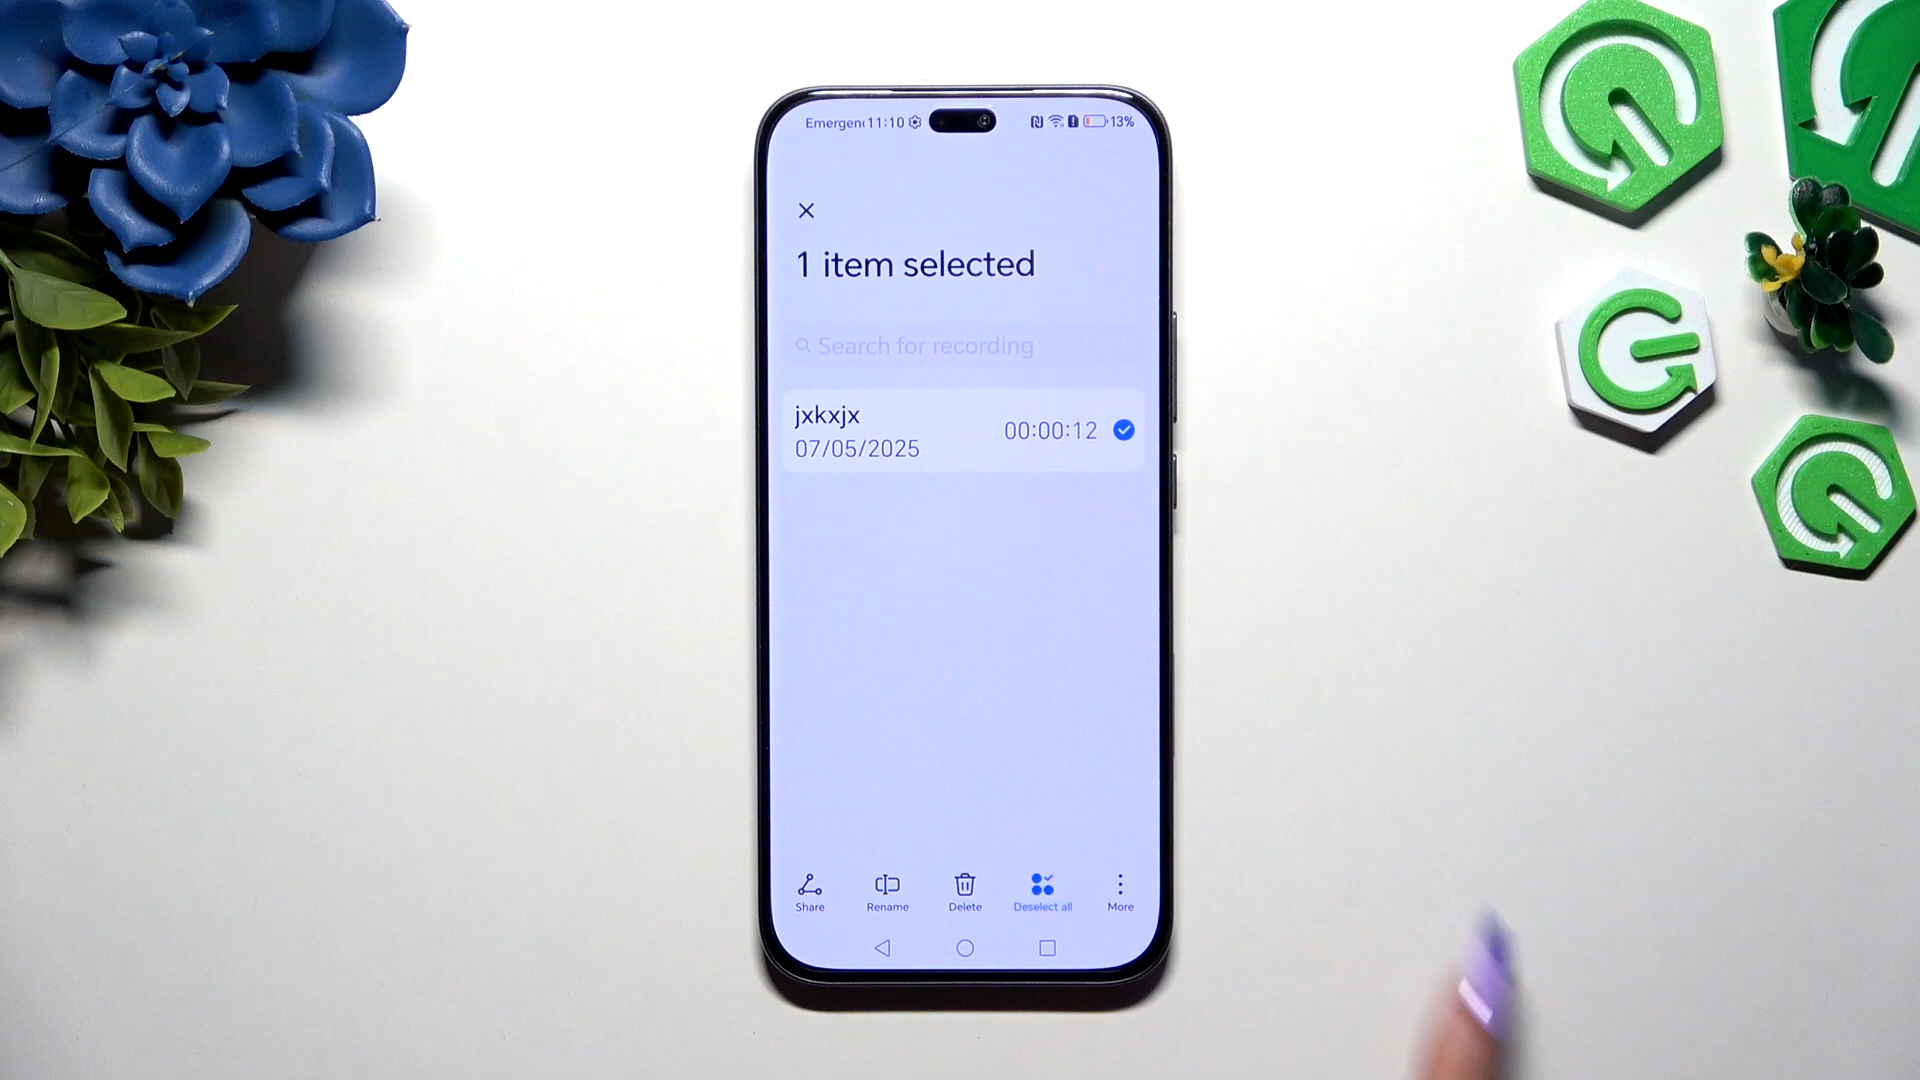 Emergen 11:10 13%
1 item selected
Search for recording
jxkxjx
07/05/2025
00:00:12
Share Rename Delete Deselect all More